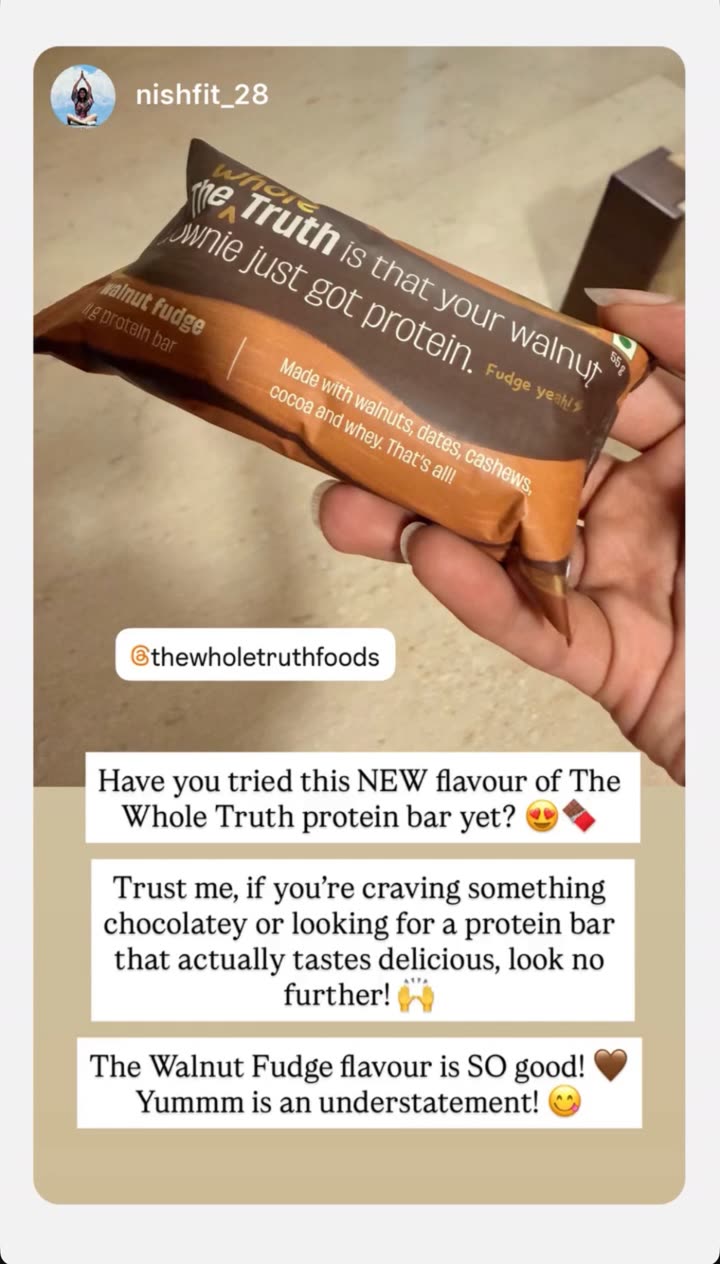 nishfit_28
whole
The ^ Truth is that your walnut
ownie just got protein. Fudge yeah!
walnut fudge
g protein bar
Made with walnuts, dates, cashews,
cocoa and whey. That's all!
55 g
@thewholetruthfoods
Have you tried this NEW flavour of The
Whole Truth protein bar yet? 😍🍫
Trust me, if you’re craving something
chocolatey or looking for a protein bar
that actually tastes delicious, look no
further! 🙌
The Walnut Fudge flavour is SO good! 🤎
Yummm is an understatement! 😋